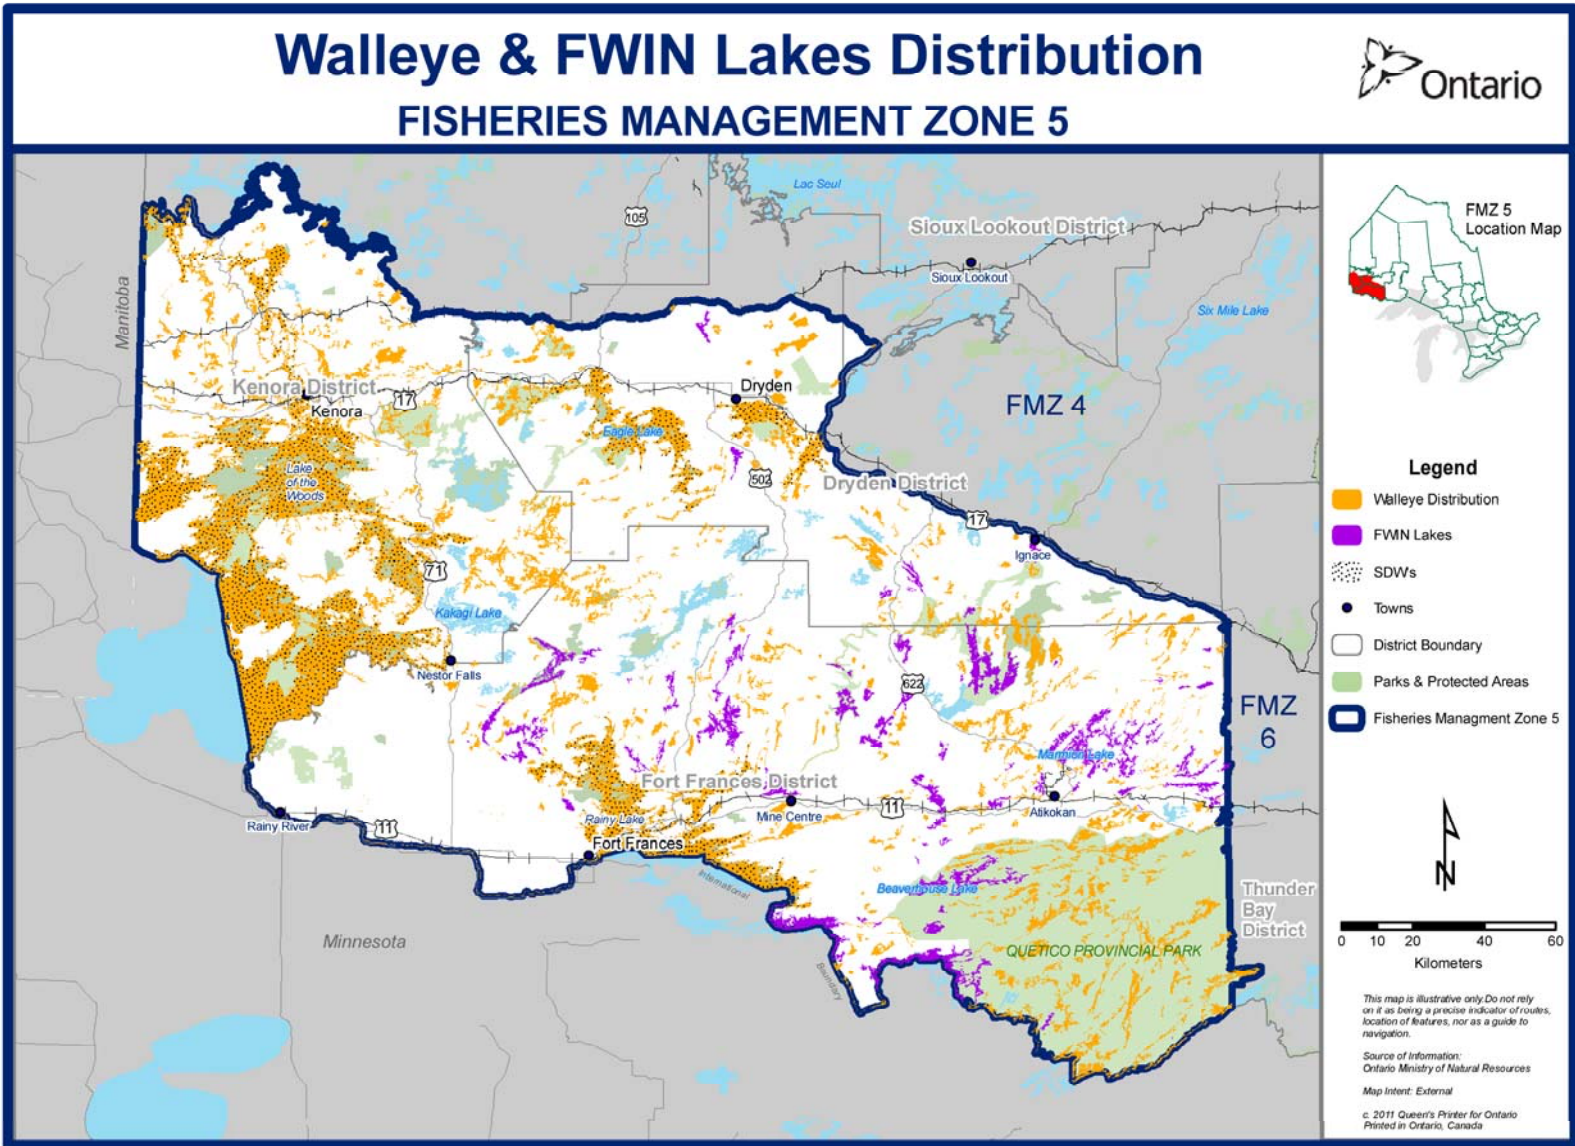 Walleye & FWIN Lakes Distribution
FISHERIES MANAGEMENT ZONE 5
Ontario
Lac Seul
105
Sioux Lookout District
Sioux Lookout
Six Mile Lake
Manitoba
Kenora District
Kenora
17
Dryden
FMZ 4
Eagle Lake
Lake
of the
Woods
502
Dryden District
17
Ignace
71
Kakagi Lake
Nestor Falls
622
FMZ
6
Marmion Lake
Fort Frances District
Rainy River
11
Rainy Lake
Mine Centre
11
Atikokan
Fort Frances
International
Beaverhouse Lake
Thunder
Bay
District
Minnesota
QUETICO PROVINCIAL PARK
Boundary
FMZ 5
Location Map
Legend
Walleye Distribution
FWIN Lakes
SDW's
Towns
District Boundary
Parks & Protected Areas
Fisheries Managment Zone 5
N
0 10 20 40 60
Kilometers
This map is illustrative only.Do not rely
on it as being a precise indicator of routes,
location of features, nor as a guide to
navigation.
Source of Information:
Ontario Ministry of Natural Resources
Map Intent: External
c. 2011 Queen's Printer for Ontario
Printed in Ontario, Canada